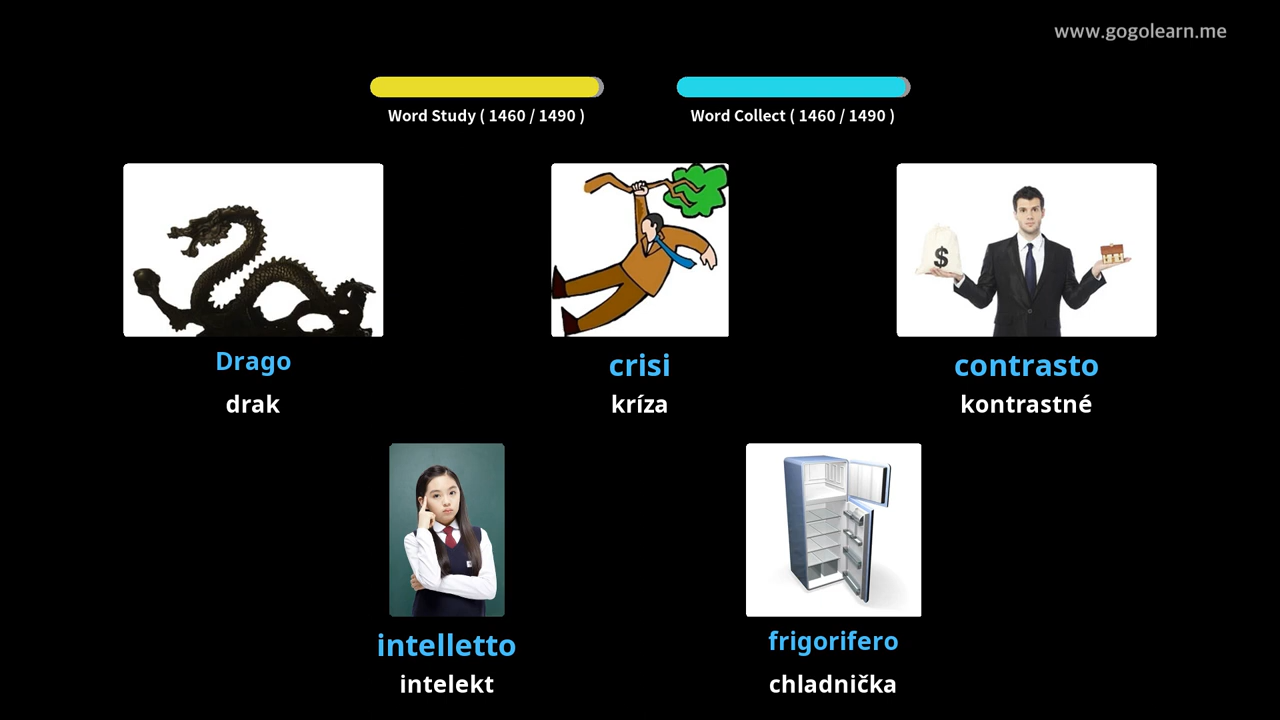 www.gogolearn.me
Word Study ( 1460 / 1490 )
Word Collect ( 1460 / 1490 )
$
Drago
crisi
contrasto
drak
kríza
kontrastné
intelletto
frigorifero
intelekt
chladnička